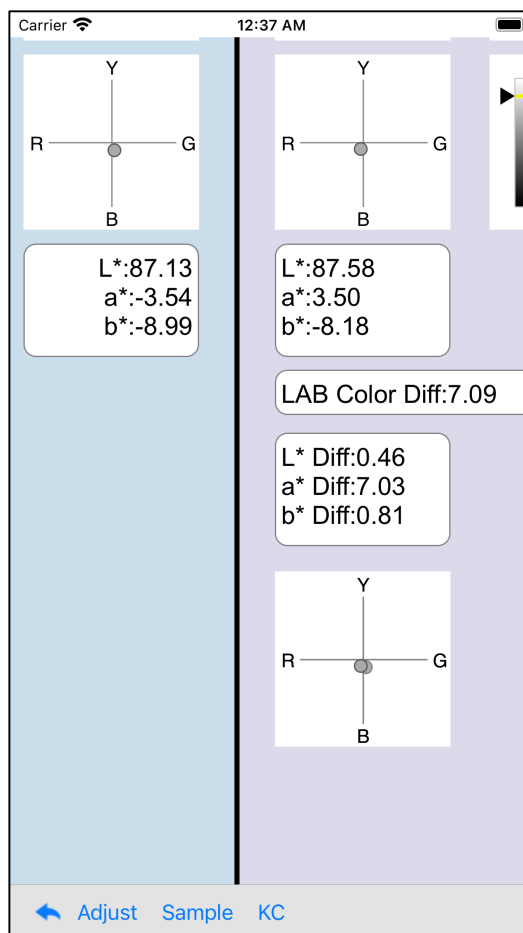 Carrier 12:37 AM
Y
R G
B
L*:87.13
a*:-3.54
b*:-8.99
Y
R G
B
L*:87.58
a*:3.50
b*:-8.18
LAB Color Diff:7.09
L* Diff:0.46
a* Diff:7.03
b* Diff:0.81
Y
R G
B
Adjust Sample KC